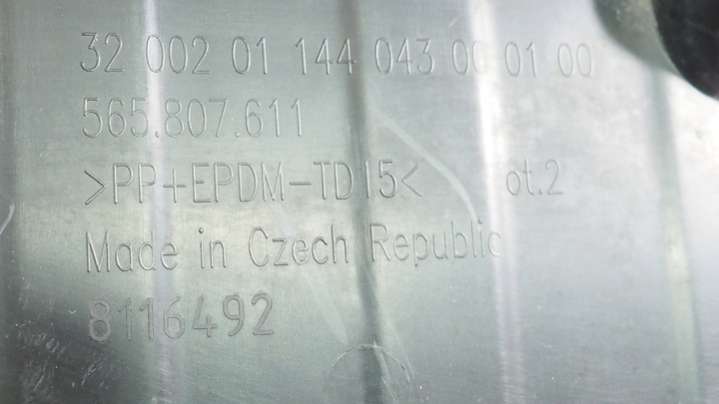 32 002 01 144 043 00 01 00
565.807.611
>PP+EPDM-TD15< ot.2
Made in Czech Republic
8116492